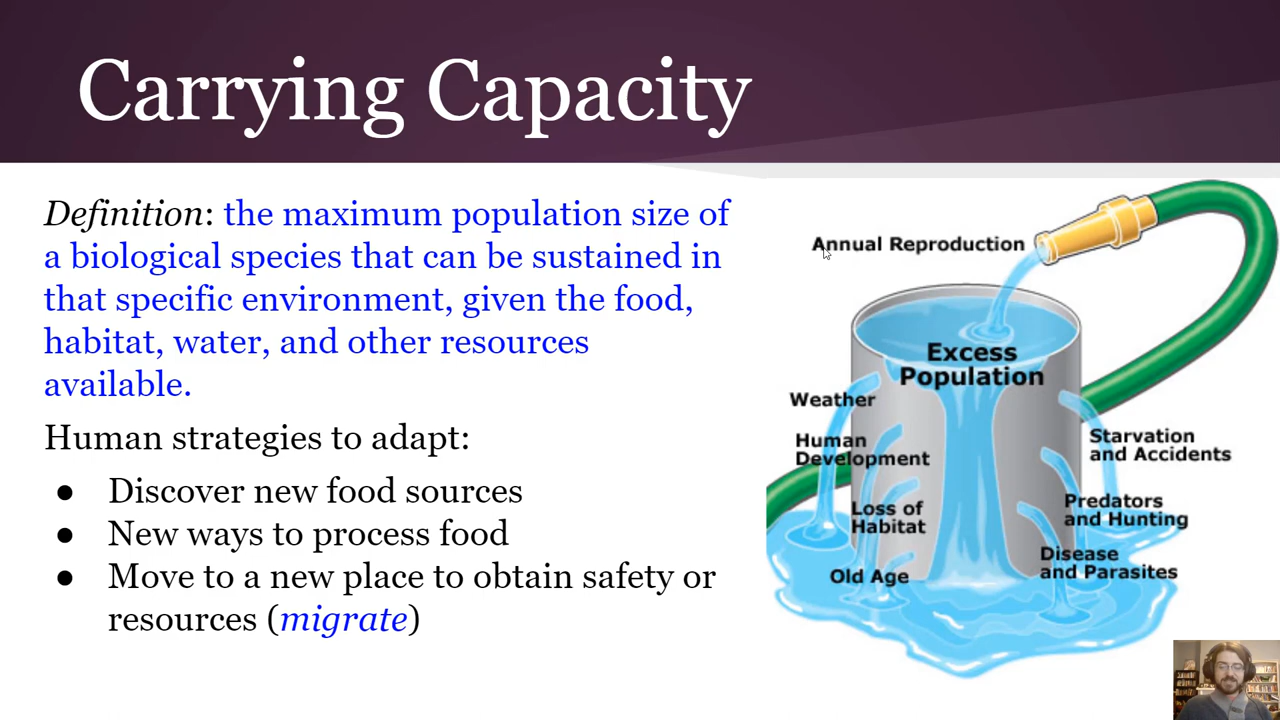 Carrying Capacity
Definition: the maximum population size of
a biological species that can be sustained in
that specific environment, given the food,
habitat, water, and other resources
available.
Human strategies to adapt:
● Discover new food sources
● New ways to process food
● Move to a new place to obtain safety or
resources (migrate)
Annual Reproduction
Excess
Population
Weather
Human
Development
Loss of
Habitat
Old Age
Starvation
and Accidents
Predators
and Hunting
Disease
and Parasites